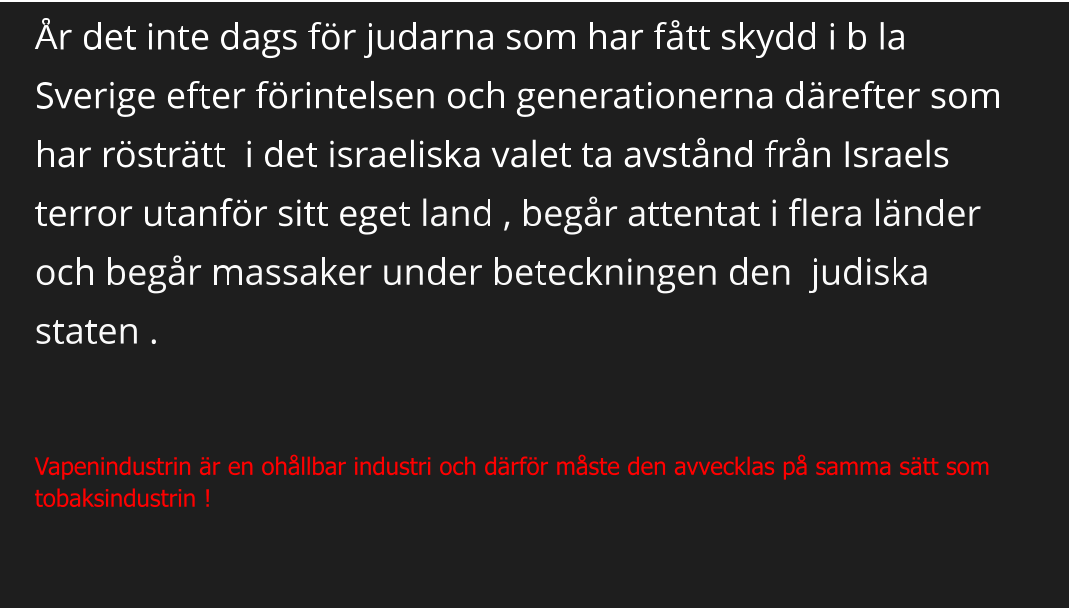 Är det inte dags för judarna som har fått skydd i b la
Sverige efter förintelsen och generationerna därefter som
har rösträtt  i det israeliska valet ta avstånd från Israels
terror utanför sitt eget land , begår attentat i flera länder
och begår massaker under beteckningen den  judiska
staten .
Vapenindustrin är en ohållbar industri och därför måste den avvecklas på samma sätt som
tobaksindustrin !